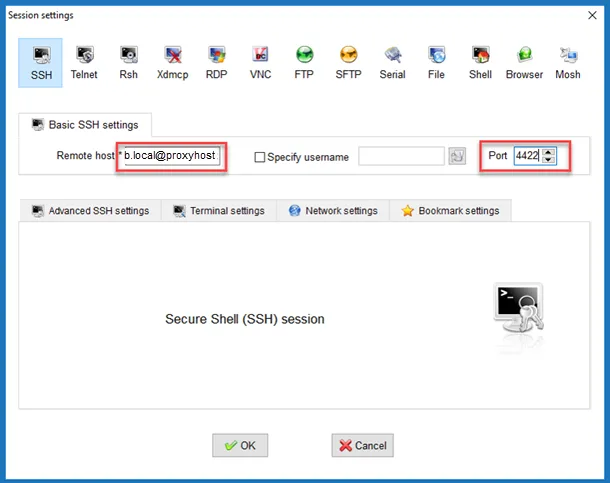 Session settings
SSH Telnet Rsh Xdmcp RDP VNC FTP SFTP Serial File Shell Browser Mosh
Basic SSH settings
Remote host * b.local@proxyhost Specify username Port 4422
Advanced SSH settings Terminal settings Network settings Bookmark settings
Secure Shell (SSH) session
OK Cancel